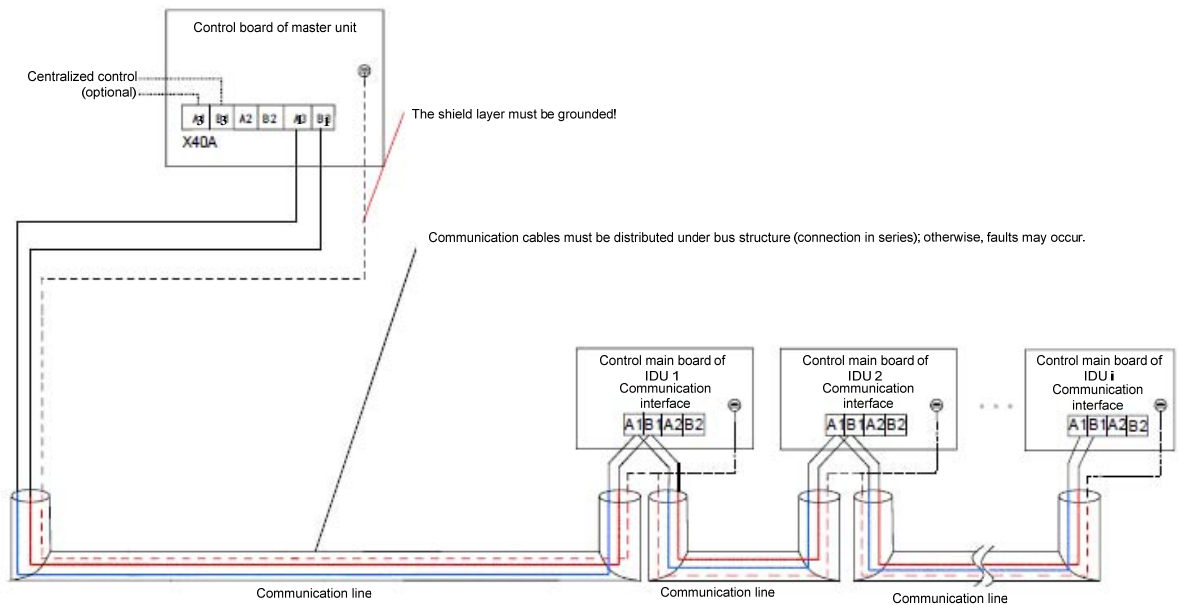 Control board of master unit
Centralized control
(optional)
A2 B2
X40A
The shield layer must be grounded!
Communication cables must be distributed under bus structure (connection in series); otherwise, faults may occur.
Control main board of
IDU 1
Communication
interface
A1 B1 A2 B2
Control main board of
IDU 2
Communication
interface
A1 B1 A2 B2
Control main board of
IDU i
Communication
interface
A1 B1 A2 B2
Communication line
Communication line
Communication line